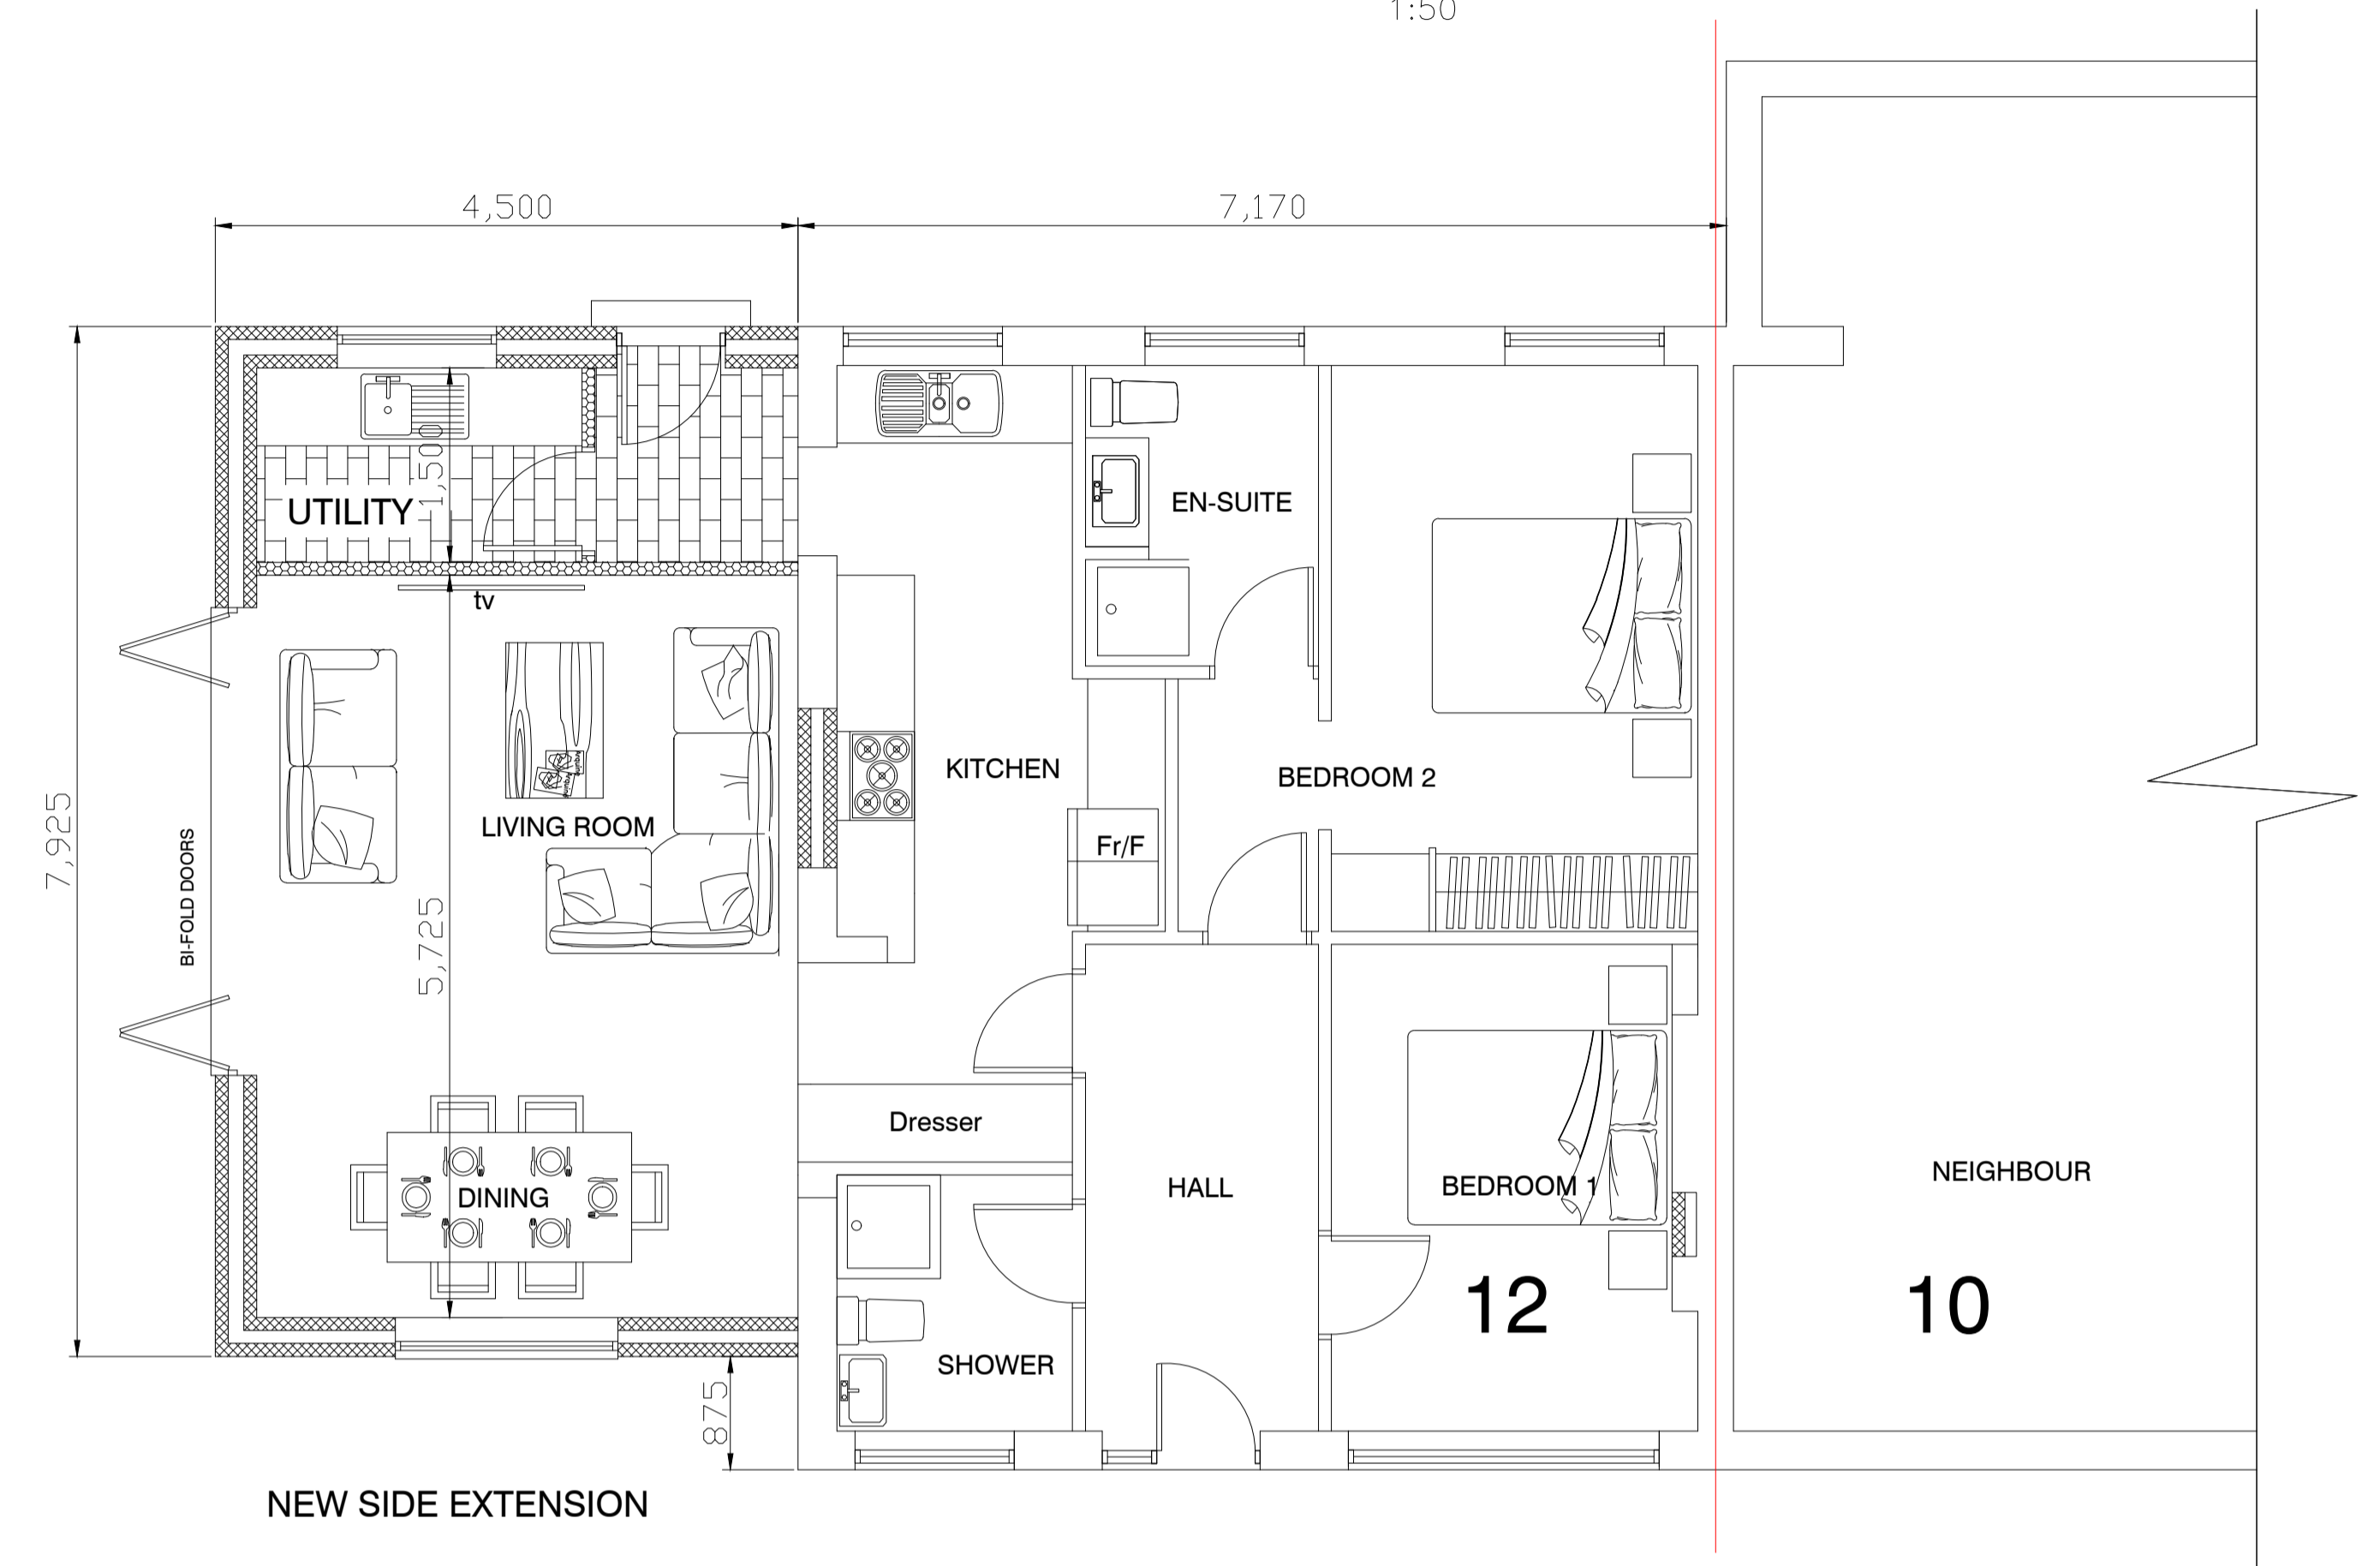 1:50
4,500
7,170
UTILITY
1,500
EN-SUITE
tv
KITCHEN
BEDROOM 2
7,925
BI-FOLD DOORS
LIVING ROOM
Fr/F
5,725
Dresser
DINING
HALL
BEDROOM 1
NEIGHBOUR
12
10
SHOWER
875
NEW SIDE EXTENSION